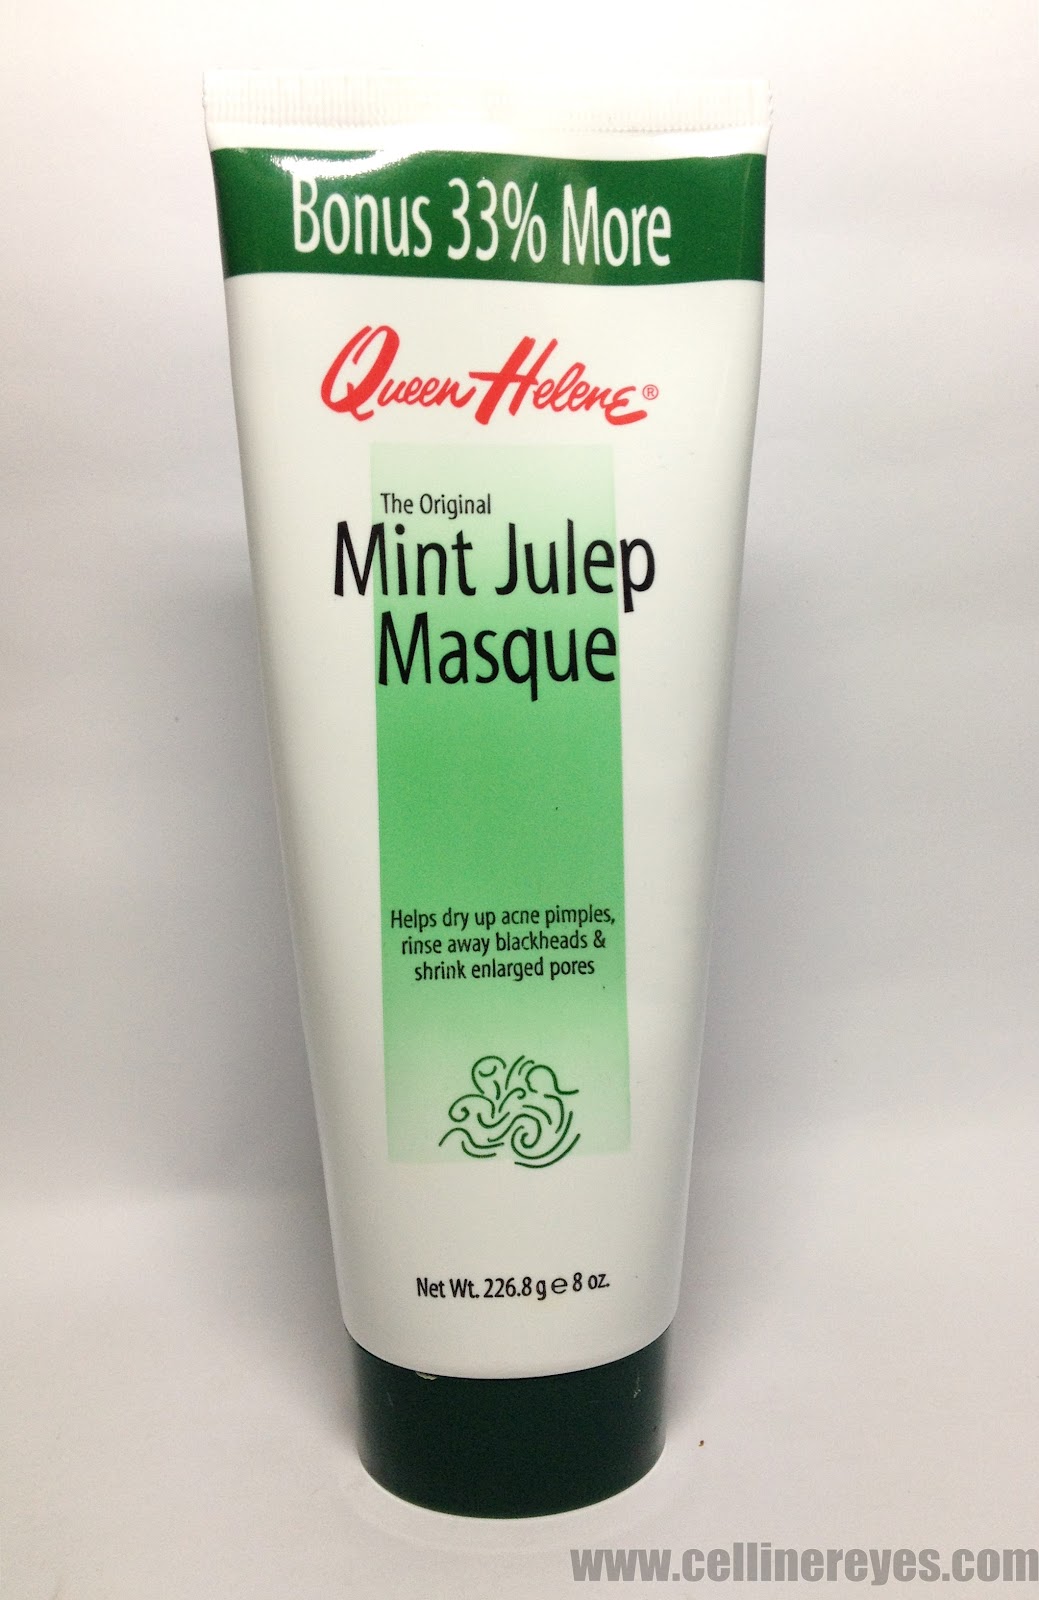 Bonus 33% More
Queen Helene®
The Original
Mint Julep
Masque
Helps dry up acne pimples,
rinse away blackheads &
shrink enlarged pores
Net Wt. 226.8 g ℮ 8 oz.
www.cellinereyes.com